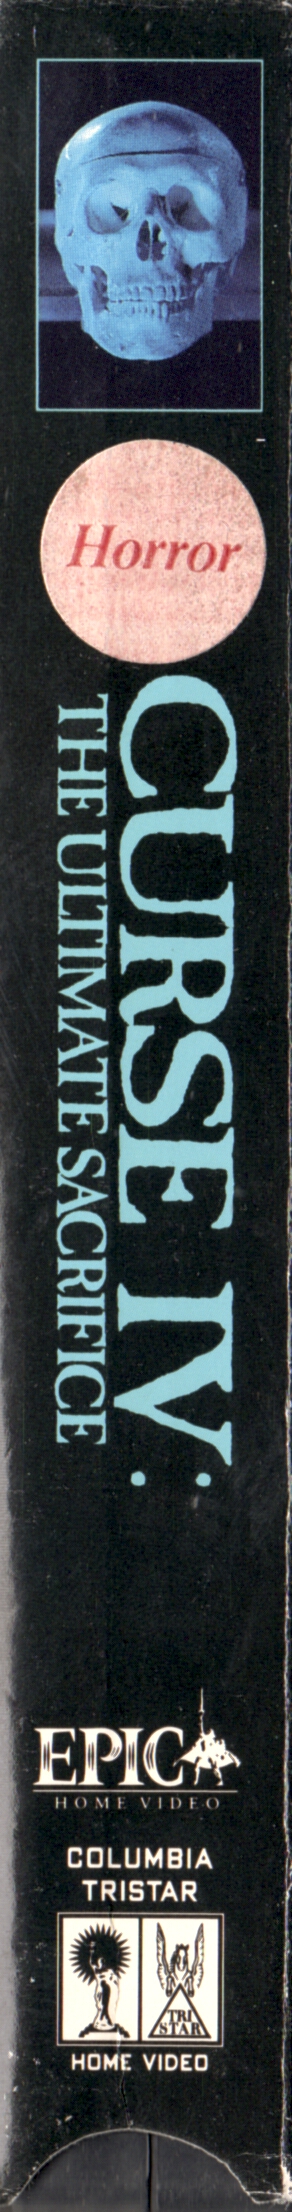 Horror
CURSE IV:
THE ULTIMATE SACRIFICE
EPIC
HOME VIDEO
COLUMBIA
TRISTAR
TRI
STAR
HOME VIDEO